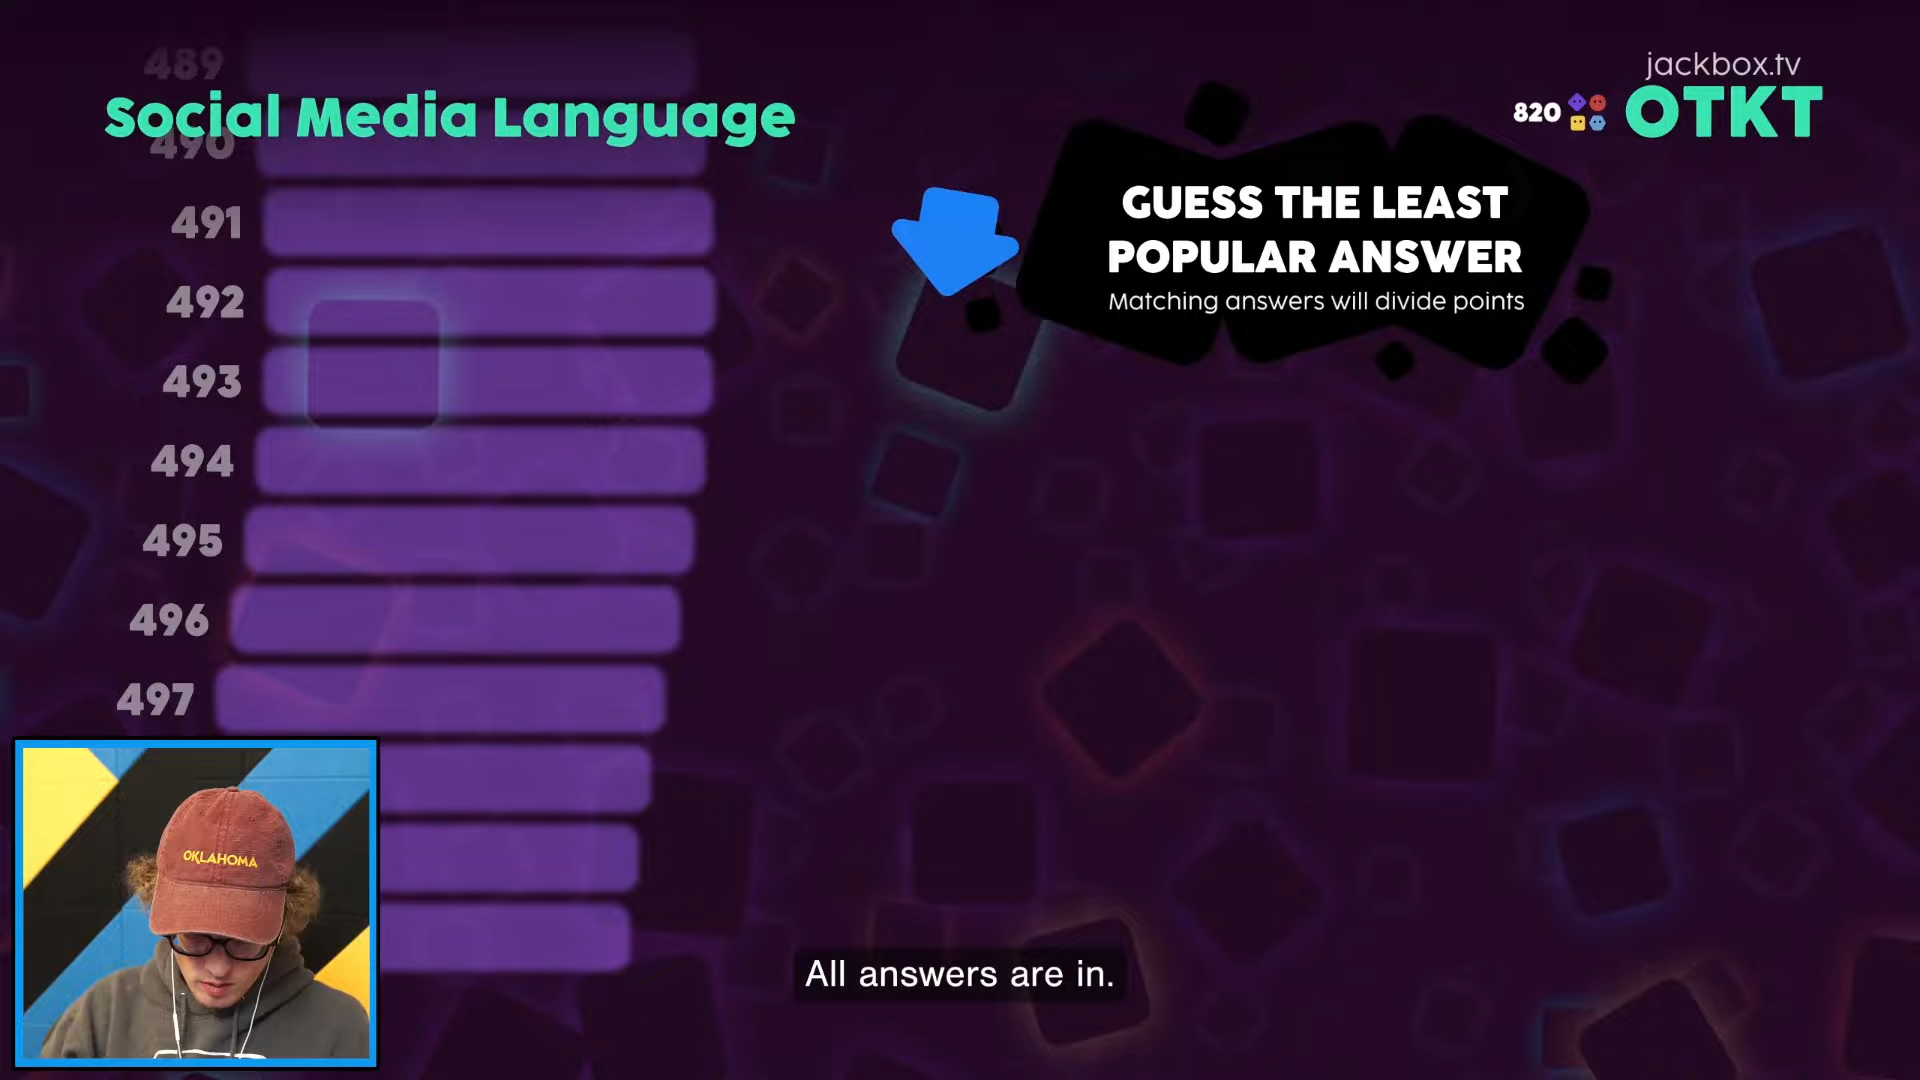 489
Social Media Language
490
491
492
493
494
495
496
497
jackbox.tv
820
OTKT
GUESS THE LEAST
POPULAR ANSWER
Matching answers will divide points
OKLAHOMA
All answers are in.